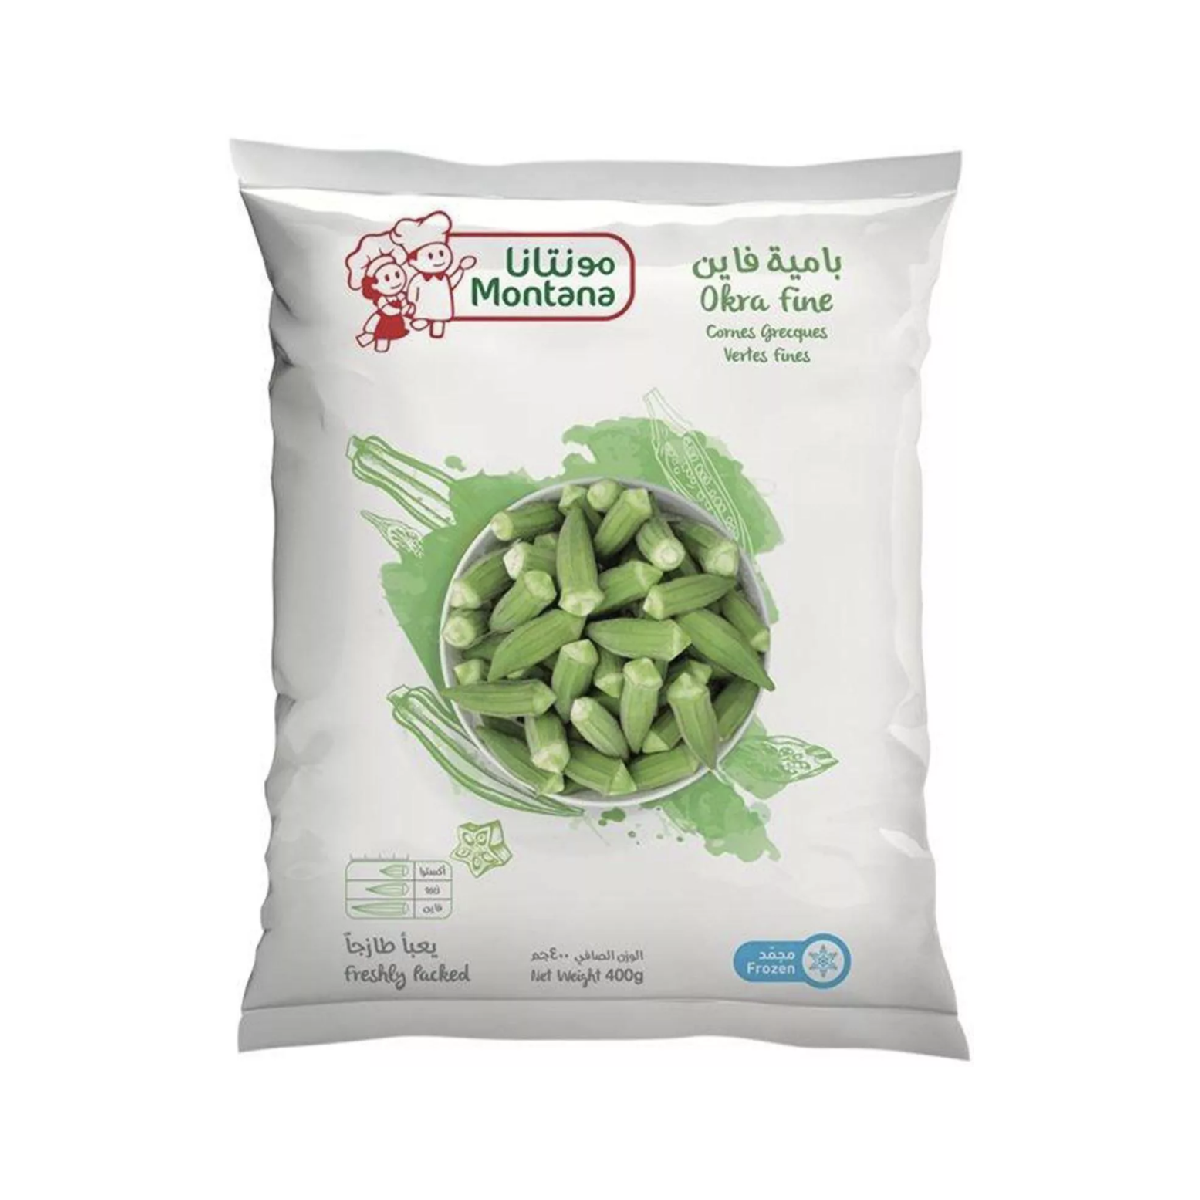 مونتانا
Montana
بامية فاين
Okra fine
Cornes Grecques
Vertes fines
أكسترا
فاين
يعبأ طازجاً
freshly Packed
الوزن الصافي ٤٠٠جم
Net Weight 400g
مجمّد
Frozen